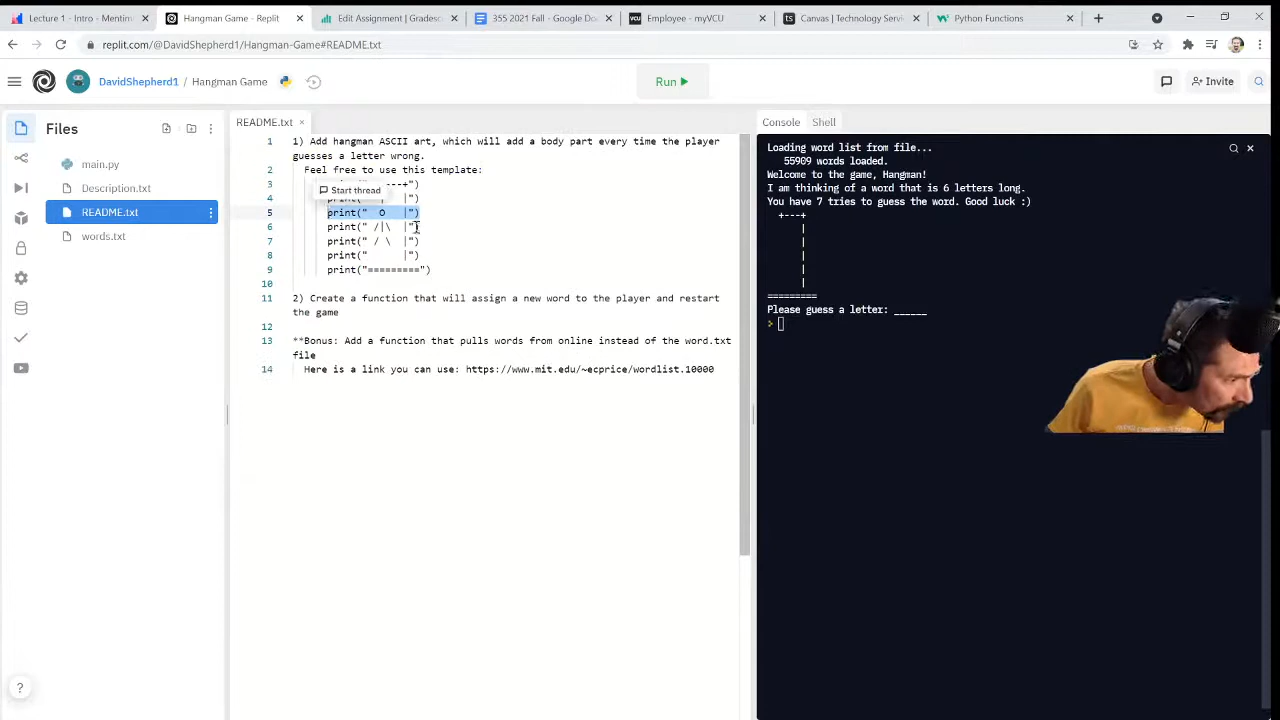 Lecture 1 - Intro - Mentim
Hangman Game - Replit
Edit Assignment | Gradesc
355 2021 Fall - Google Do
Employee - myVCU
Canvas | Technology Servic
Python Functions
replit.com/@DavidShepherd1/Hangman-Game#README.txt
DavidShepherd1 / Hangman Game
Run
Invite
Files
main.py
Description.txt
README.txt
words.txt
README.txt
1 1) Add hangman ASCII art, which will add a body part every time the player
guesses a letter wrong.
2 Feel free to use this template:
3 ---+")
Start thread
4 print(" | |")
5 print(" O |")
6 print(" /|\ |")
7 print(" / \ |")
8 print(" |")
9 print("=========")
10
11 2) Create a function that will assign a new word to the player and restart
the game
12
13 **Bonus: Add a function that pulls words from online instead of the word.txt
file
14 Here is a link you can use: https://www.mit.edu/~ecprice/wordlist.10000
Console Shell
Loading word list from file...
55909 words loaded.
Welcome to the game, Hangman!
I am thinking of a word that is 6 letters long.
You have 7 tries to guess the word. Good luck :)
+---+
|
|
|
|
|
=========
Please guess a letter: ______
>
?